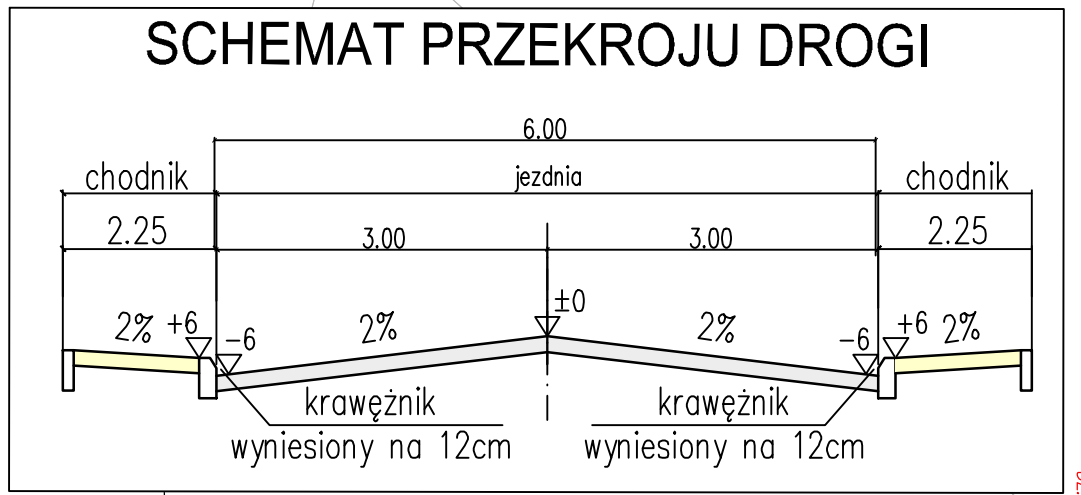 SCHEMAT PRZEKROJU DROGI
6.00
chodnik jezdnia chodnik
2.25 3.00 3.00 2.25
±0
2% +6 -6 2% 2% -6 +6 2%
krawężnik krawężnik
wyniesiony na 12cm wyniesiony na 12cm